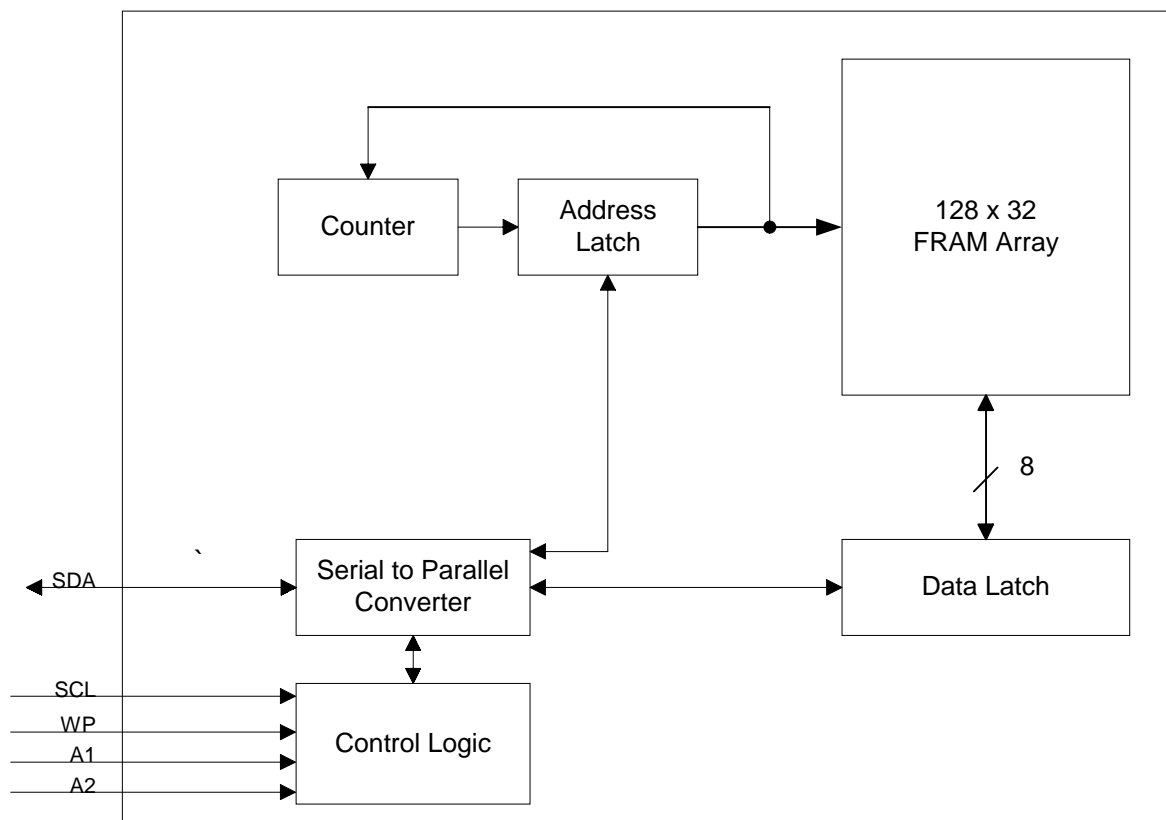 Counter
Address
Latch
128 x 32
FRAM Array
8
`
SDA
Serial to Parallel
Converter
Data Latch
SCL
WP
A1
A2
Control Logic